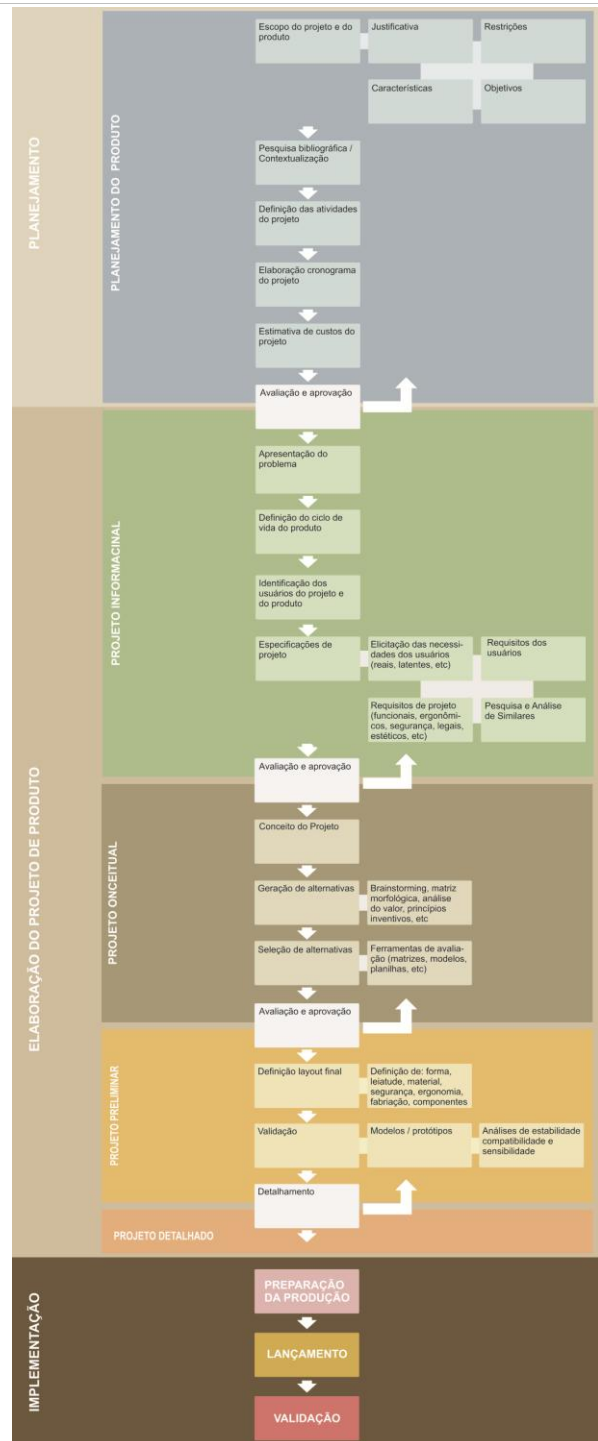 PLANEJAMENTO
PLANEJAMENTO DO PRODUTO
Escopo do projeto e do
produto
Justificativa
Restrições
Características
Objetivos
Pesquisa bibliográfica /
Contextualização
Definição das atividades
do projeto
Elaboração cronograma
do projeto
Estimativa de custos do
projeto
Avaliação e aprovação
ELABORAÇÃO DO PROJETO DE PRODUTO
PROJETO INFORMACINAL
Apresentação do
problema
Definição do ciclo de
vida do produto
Identificação dos
usuários do projeto e
do produto
Especificações de
projeto
Elicitação das necessi-
dades dos usuários
(reais, latentes, etc)
Requisitos dos
usuários
Requisitos de projeto
(funcionais, ergonômi-
cos, segurança, legais,
estéticos, etc)
Pesquisa e Análise
de Similares
Avaliação e aprovação
PROJETO ONCEITUAL
Conceito do Projeto
Geração de alternativas
Brainstorming, matriz
morfológica, análise
do valor, princípios
inventivos, etc
Seleção de alternativas
Ferramentas de avalia-
ção (matrizes, modelos,
planilhas, etc)
Avaliação e aprovação
PROJETO PRELIMINAR
Definição layout final
Definição de: forma,
leiatude, material,
segurança, ergonomia,
fabriação, componentes
Validação
Modelos / protótipos
Análises de estabilidade
compatibilidade e
sensibilidade
Detalhamento
PROJETO DETALHADO
IMPLEMENTAÇÃO
PREPARAÇÃO
DA PRODUÇÃO
LANÇAMENTO
VALIDAÇÃO